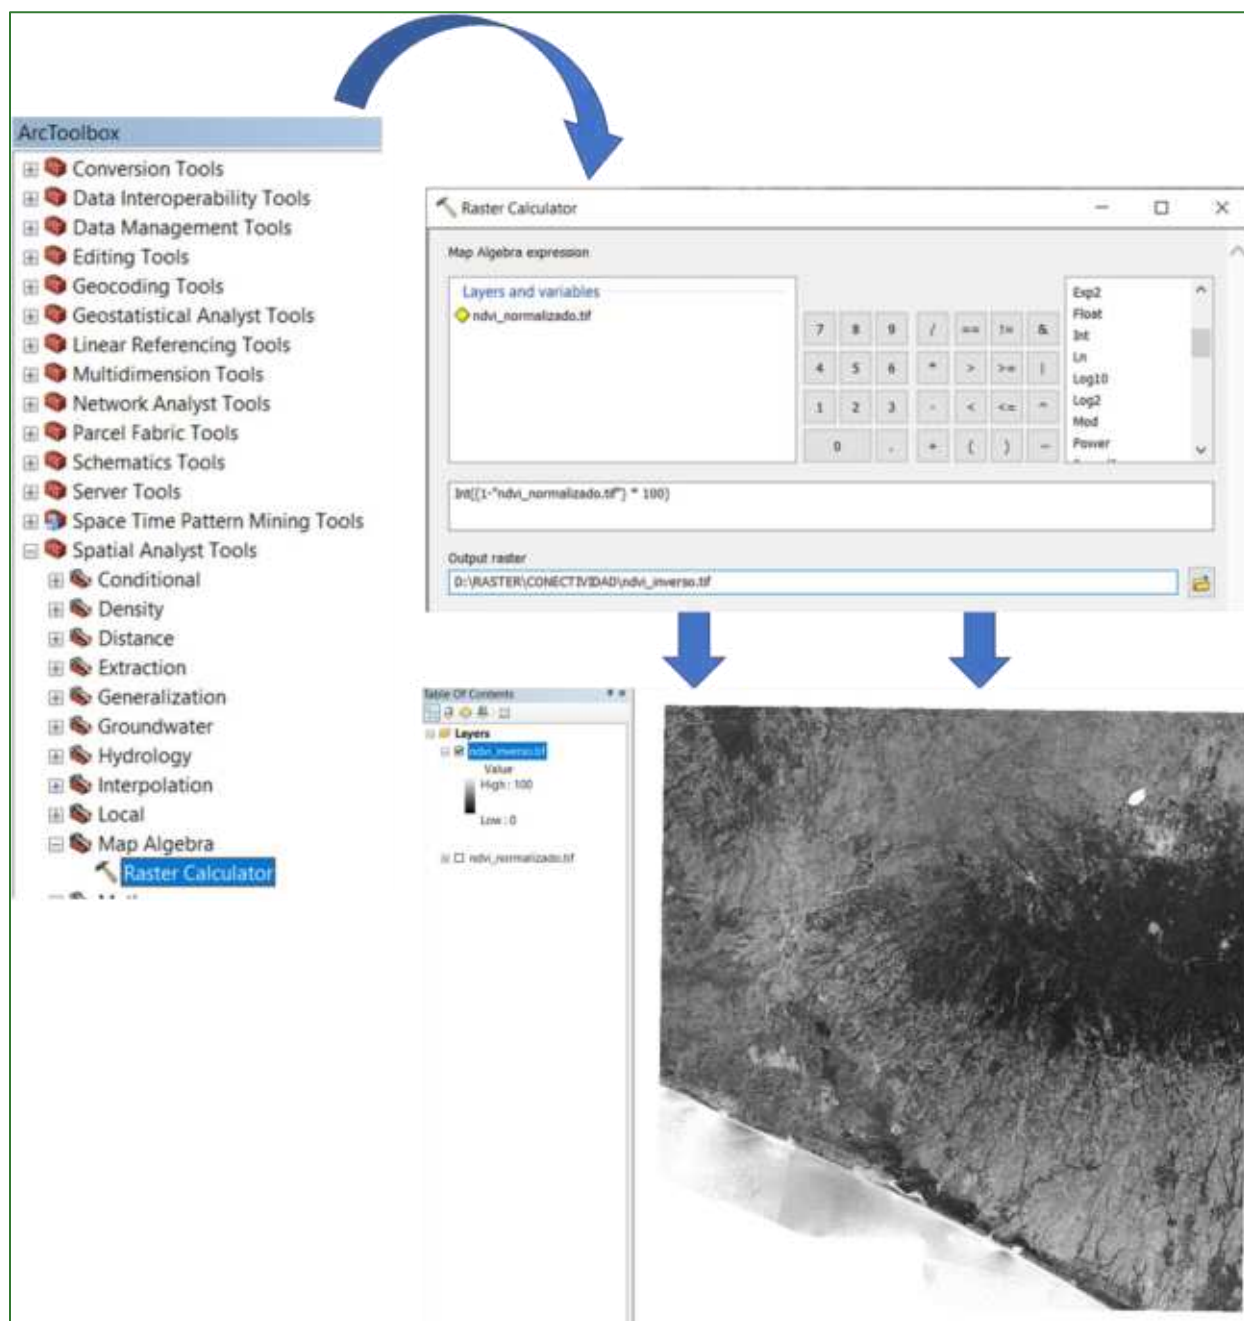 ArcToolbox
Conversion Tools
Data Interoperability Tools
Data Management Tools
Editing Tools
Geocoding Tools
Geostatistical Analyst Tools
Linear Referencing Tools
Multidimension Tools
Network Analyst Tools
Parcel Fabric Tools
Schematics Tools
Server Tools
Space Time Pattern Mining Tools
Spatial Analyst Tools
Conditional
Density
Distance
Extraction
Generalization
Groundwater
Hydrology
Interpolation
Local
Map Algebra
Raster Calculator
Raster Calculator
Map Algebra expression
Layers and variables
ndvi_normalizado.tif
7 8 9 / == != &
4 5 6 * > >= |
1 2 3 - < <= ^
0 . + ( ) ~
Exp2
Float
Int
Ln
Log10
Log2
Mod
Power
Int((1-"ndvi_normalizado.tif") * 100)
Output raster
D:\RASTER\CONECTIVIDAD\ndvi_inverso.tif
Table Of Contents
Layers
ndvi_inverso.tif
Value
High : 100
Low : 0
ndvi_normalizado.tif